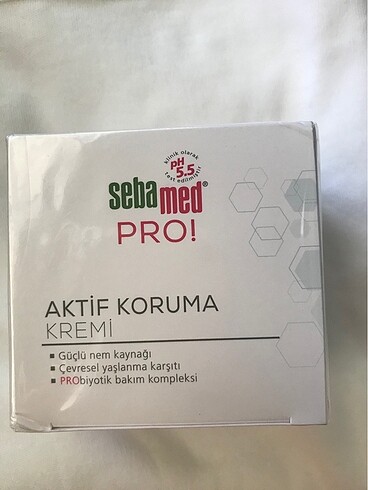 klinik olarak
pH
5.5
test edilmiştir
sebamed®
PRO!
AKTİF KORUMA
KREMİ
▪ Güçlü nem kaynağı
▪ Çevresel yaşlanma karşıtı
▪ PRObiyotik bakım kompleksi